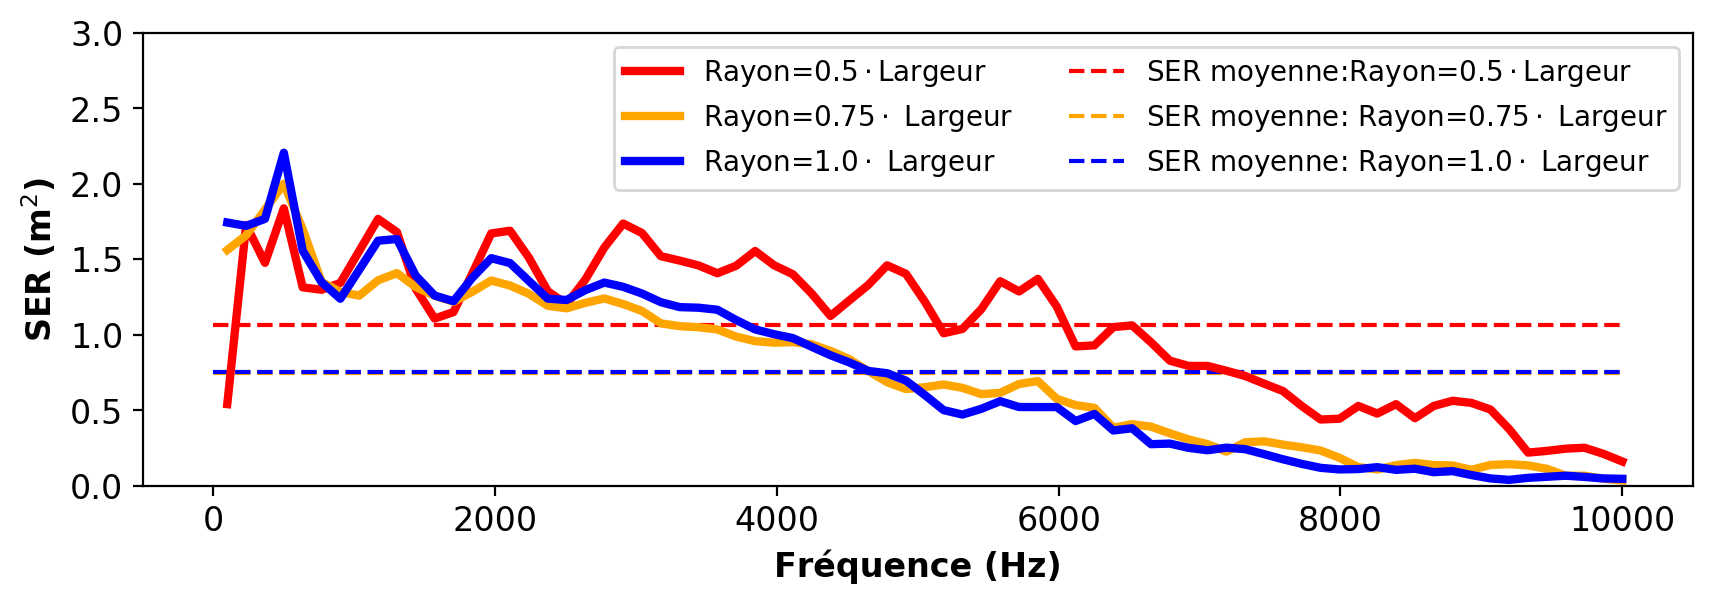 3.0
2.5
2.0
1.5
1.0
0.5
0.0
SER (m²)
Rayon=0.5·Largeur
Rayon=0.75· Largeur
Rayon=1.0· Largeur
SER moyenne:Rayon=0.5·Largeur
SER moyenne: Rayon=0.75· Largeur
SER moyenne: Rayon=1.0· Largeur
0 2000 4000 6000 8000 10000
Fréquence (Hz)